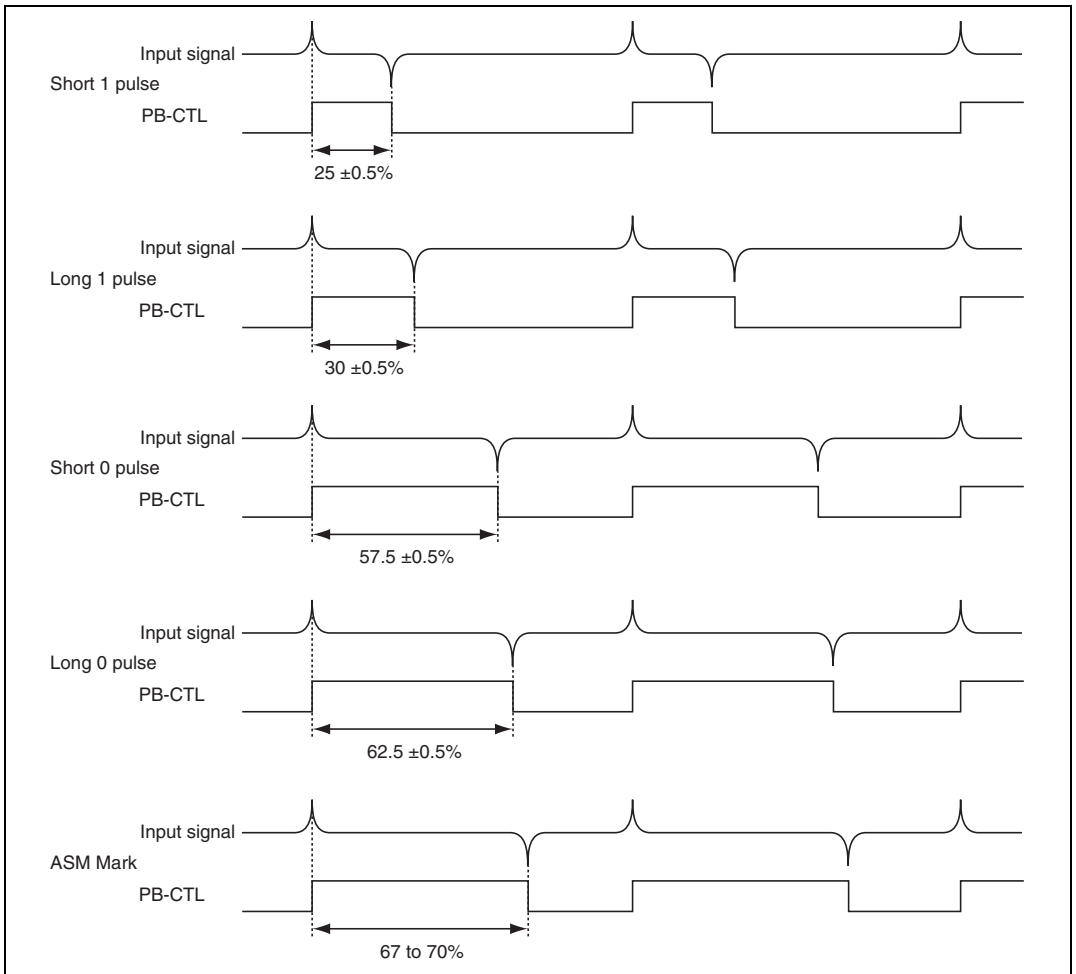 Input signal
Short 1 pulse
PB-CTL
25 ±0.5%
Input signal
Long 1 pulse
PB-CTL
30 ±0.5%
Input signal
Short 0 pulse
PB-CTL
57.5 ±0.5%
Input signal
Long 0 pulse
PB-CTL
62.5 ±0.5%
Input signal
ASM Mark
PB-CTL
67 to 70%